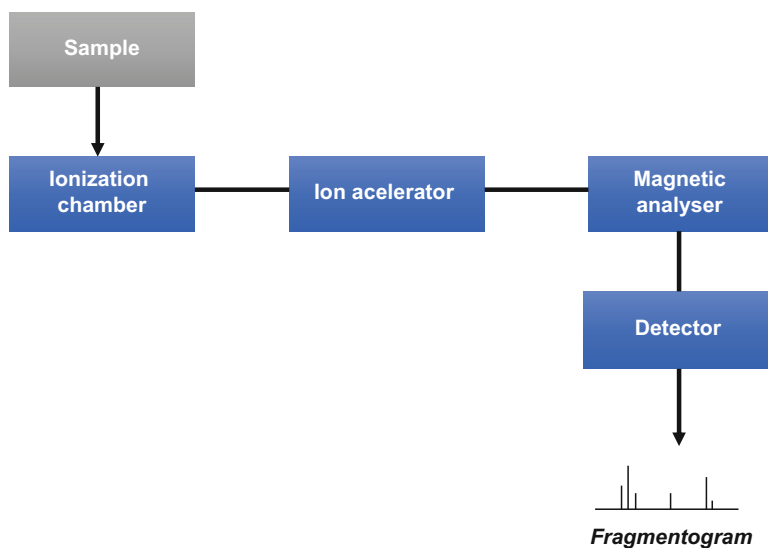 Sample
Ionization
chamber
Ion acelerator
Magnetic
analyser
Detector
Fragmentogram